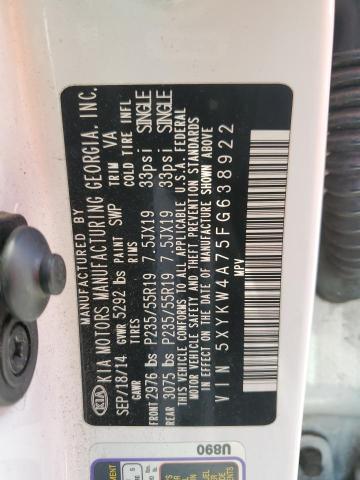 MANUFACTURED BY
KIA MOTORS MANUFACTURING GEORGIA, INC.
SEP/18/14 GVWR 5292 lbs PAINT SWP TRIM VA
GAWR TIRES RIMS COLD TIRE INFL
FRONT 2976 lbs P235/55R19 7.5JX19 33psi SINGLE
REAR 3075 lbs P235/55R19 7.5JX19 33psi SINGLE
THIS VEHICLE CONFORMS TO ALL APPLICABLE U.S.A. FEDERAL
MOTOR VEHICLE SAFETY, BUMPER, AND THEFT PREVENTION STANDARDS
IN EFFECT ON THE DATE OF MANUFACTURE SHOWN ABOVE
VIN 5XYKW4A75FG638922
MPV
KIA
U890